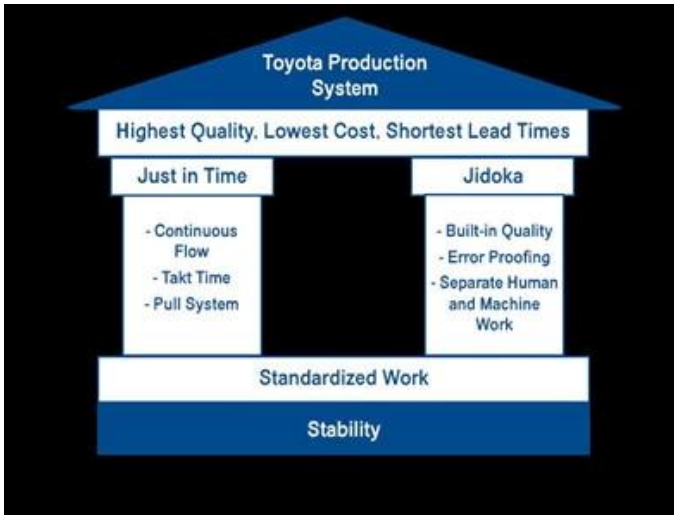 Toyota Production
System
Highest Quality, Lowest Cost, Shortest Lead Times
Just in Time
- Continuous
Flow
- Takt Time
- Pull System
Jidoka
- Built-in Quality
- Error Proofing
- Separate Human
and Machine
Work
Standardized Work
Stability